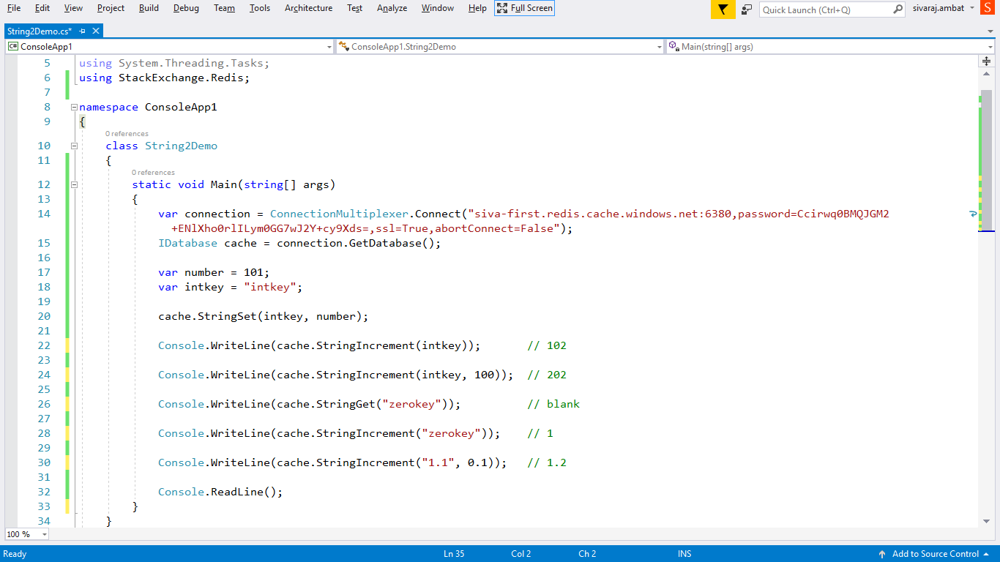 File Edit View Project Build Debug Team Tools Architecture Test Analyze Window Help Full Screen Quick Launch (Ctrl+Q) sivaraj.ambat S
String2Demo.cs*
C# ConsoleApp1 ConsoleApp1.String2Demo Main(string[] args)
5 using System.Threading.Tasks;
6 using StackExchange.Redis;
7
8 namespace ConsoleApp1
9 {
0 references
10 class String2Demo
11 {
0 references
12 static void Main(string[] args)
13 {
14 var connection = ConnectionMultiplexer.Connect("siva-first.redis.cache.windows.net:6380,password=Ccirwq0BMQJGM2
+ENlXho0rlILym0GG7wJ2Y+cy9Xds=,ssl=True,abortConnect=False");
15 IDatabase cache = connection.GetDatabase();
16
17 var number = 101;
18 var intkey = "intkey";
19
20 cache.StringSet(intkey, number);
21
22 Console.WriteLine(cache.StringIncrement(intkey)); // 102
23
24 Console.WriteLine(cache.StringIncrement(intkey, 100)); // 202
25
26 Console.WriteLine(cache.StringGet("zerokey")); // blank
27
28 Console.WriteLine(cache.StringIncrement("zerokey")); // 1
29
30 Console.WriteLine(cache.StringIncrement("1.1", 0.1)); // 1.2
31
32 Console.ReadLine();
33 }
34 }
100 %
Ready Ln 35 Col 2 Ch 2 INS Add to Source Control